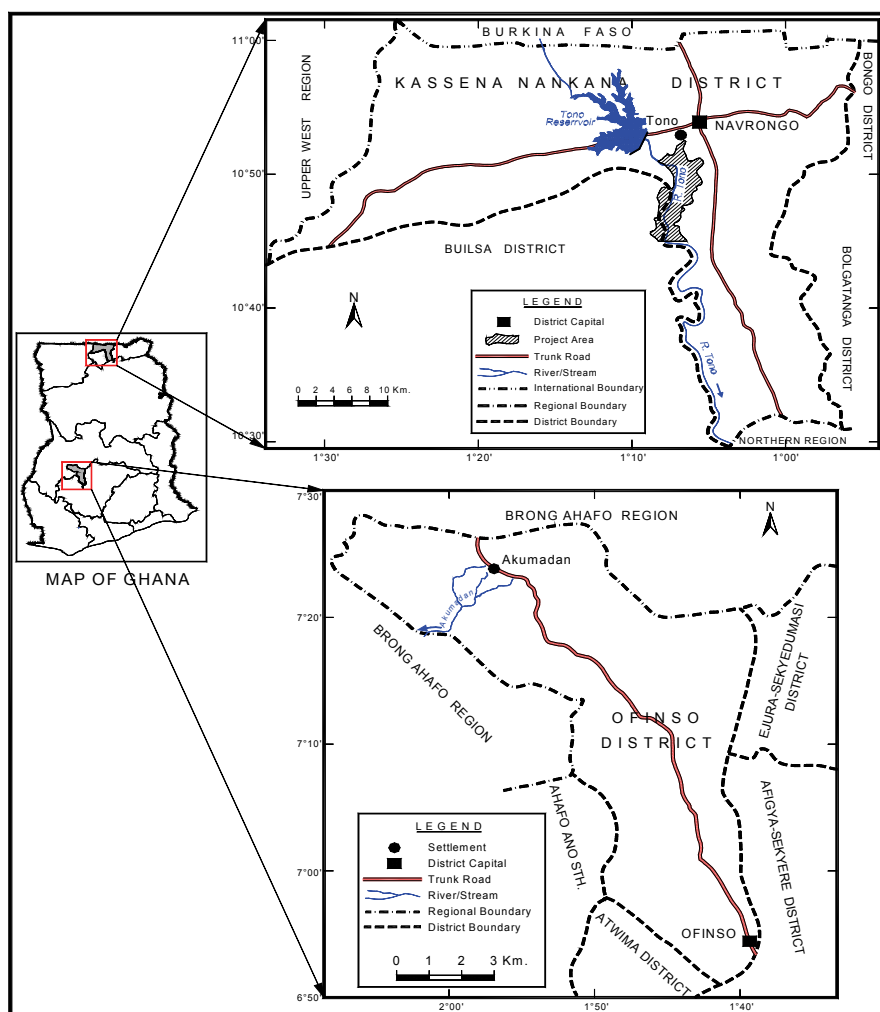 BURKINA FASO
11°00'
UPPER WEST REGION
KASSENA NANKANA DISTRICT
BONGO DISTRICT
Tono
Reservoir
Tono
NAVRONGO
10°50'
R. Tono
BUILSA DISTRICT
BOLGATANGA DISTRICT
10°40'
N
LEGEND
District Capital
Project Area
Trunk Road
River/Stream
International Boundary
Regional Boundary
District Boundary
R. Tono
0 2 4 6 8 10 Km.
10°30'
NORTHERN REGION
1°30' 1°20' 1°10' 1°00'
MAP OF GHANA
7°30'
BRONG AHAFO REGION
N
Akumadan
Akumadan
7°20'
BRONG AHAFO REGION
EJURA-SEKYEDUMASI
DISTRICT
OFINSO
DISTRICT
7°10'
AHAFO ANO STH.
AFIGYA-SEKYERE DISTRICT
LEGEND
Settlement
District Capital
Trunk Road
River/Stream
Regional Boundary
District Boundary
0 1 2 3 Km.
7°00'
OFINSO
ATWIMA DISTRICT
6°50'
2°00' 1°50' 1°40'